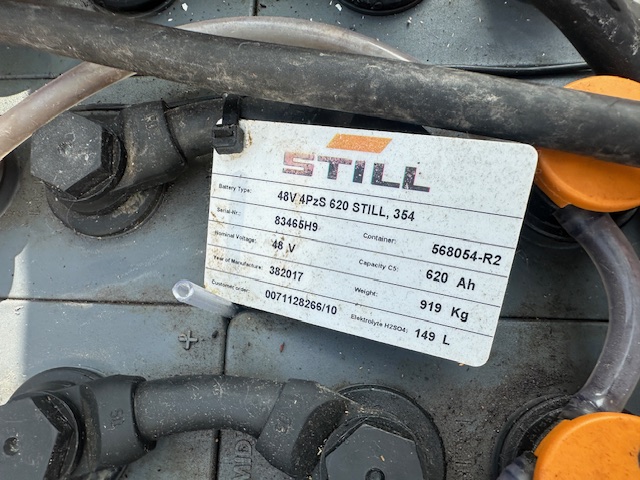 STILL
Battery Type: 48V 4PzS 620 STILL, 354
Serial-Nr.: 83465H9 Container: 568054-R2
Nominal Voltage: 48 V Capacity C5: 620 Ah
Year of Manufacture: 382017 Weight: 919 Kg
Customer order: 0071128266/10 Elektrolyte H2SO4: 149 L
+
MID